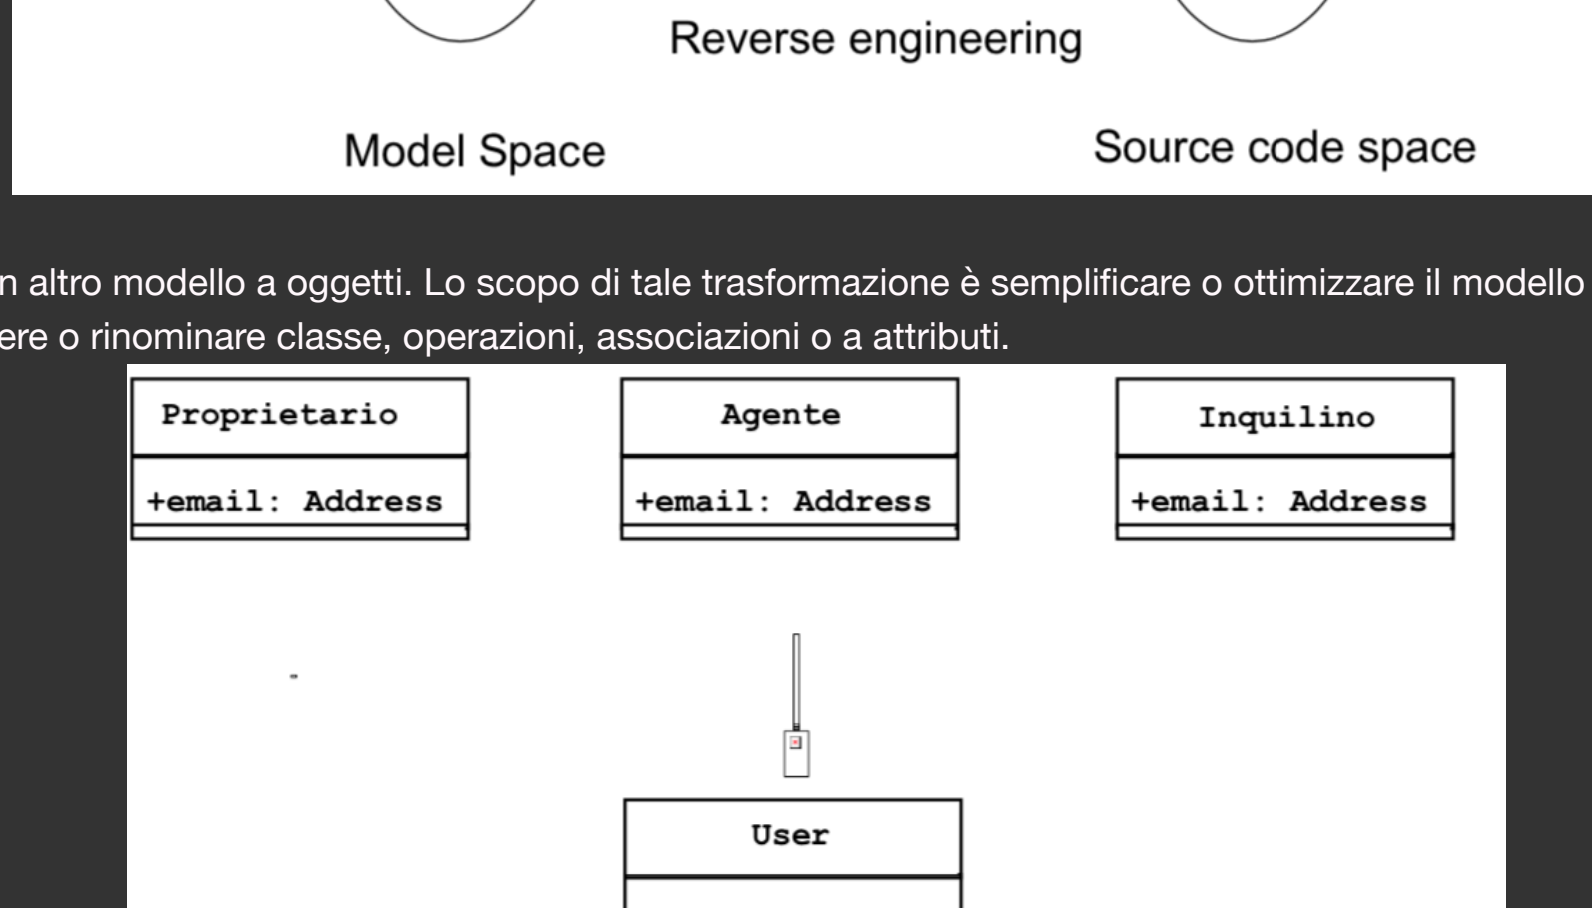 Reverse engineering
Model Space
Source code space
n altro modello a oggetti. Lo scopo di tale trasformazione è semplificare o ottimizzare il modello
ere o rinominare classe, operazioni, associazioni o a attributi.
Proprietario
Agente
Inquilino
+email: Address
+email: Address
+email: Address
User